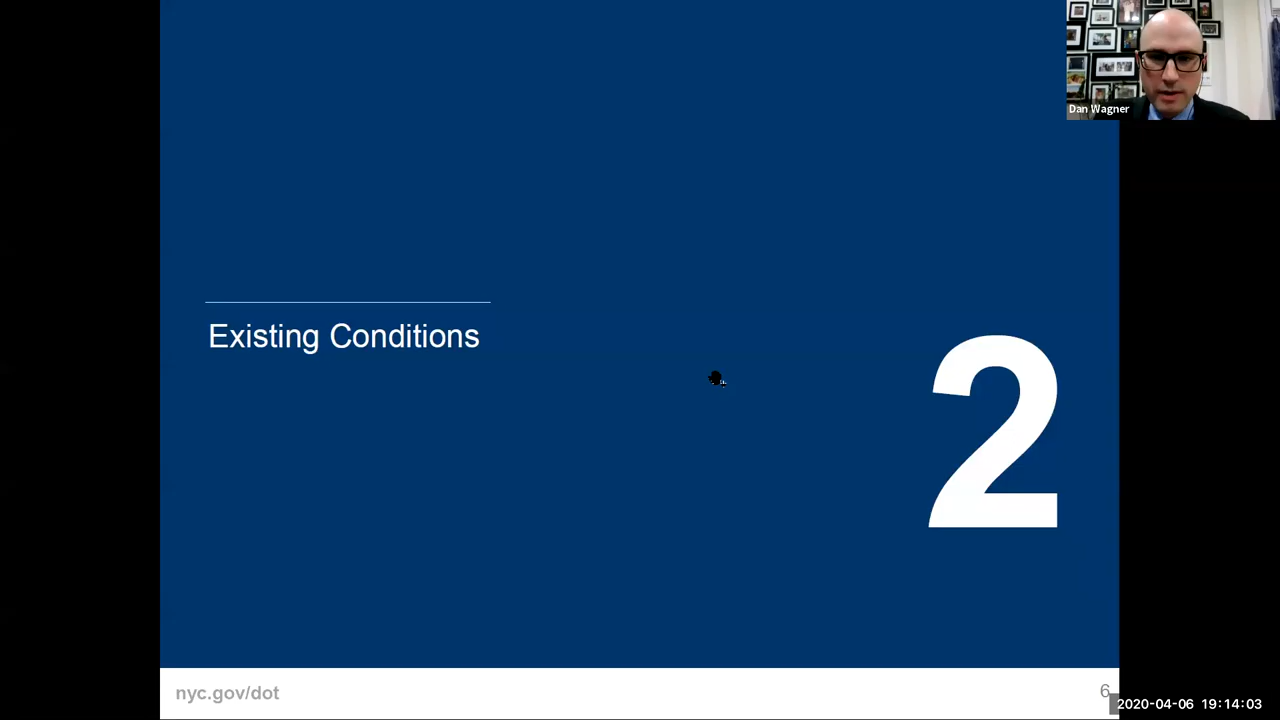 Dan Wagner
Existing Conditions
2
nyc.gov/dot
6
2020-04-06 19:14:03